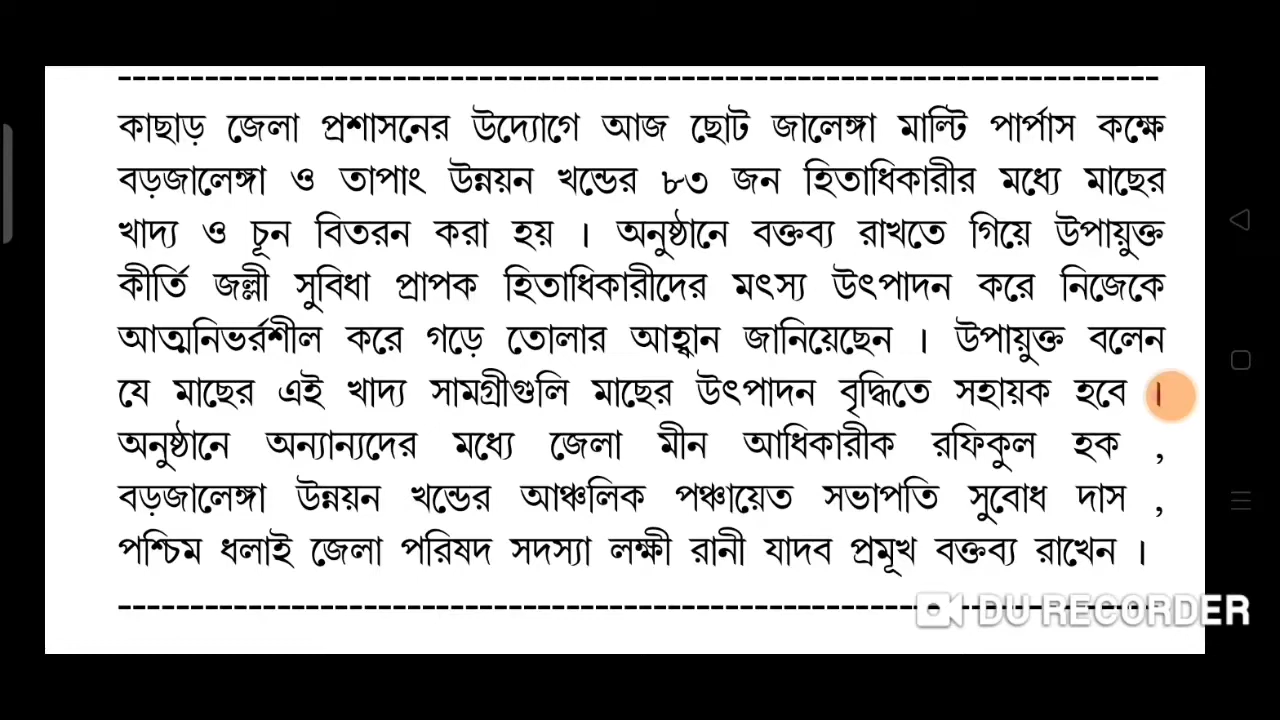 কাছাড় জেলা প্রশাসনের উদ্যোগে আজ ছোট জালেঙ্গা মাল্টি পার্পাস কক্ষে
বড়জালেঙ্গা ও তাপাং উন্নয়ন খন্ডের ৮৩ জন হিতাধিকারীর মধ্যে মাছের
খাদ্য ও চূন বিতরন করা হয় । অনুষ্ঠানে বক্তব্য রাখতে গিয়ে উপায়ুক্ত
কীর্তি জল্লী সুবিধা প্রাপক হিতাধিকারীদের মৎস্য উৎপাদন করে নিজেকে
আত্মনিভর্রশীল করে গড়ে তোলার আহ্বান জানিয়েছেন । উপায়ুক্ত বলেন
যে মাছের এই খাদ্য সামগ্রীগুলি মাছের উৎপাদন বৃদ্ধিতে সহায়ক হবে ।
অনুষ্ঠানে অন্যান্যদের মধ্যে জেলা মীন আধিকারীক রফিকুল হক ,
বড়জালেঙ্গা উন্নয়ন খন্ডের আঞ্চলিক পঞ্চায়েত সভাপতি সুবোধ দাস ,
পশ্চিম ধলাই জেলা পরিষদ সদস্যা লক্ষী রানী যাদব প্রমূখ বক্তব্য রাখেন ।
DU RECORDER